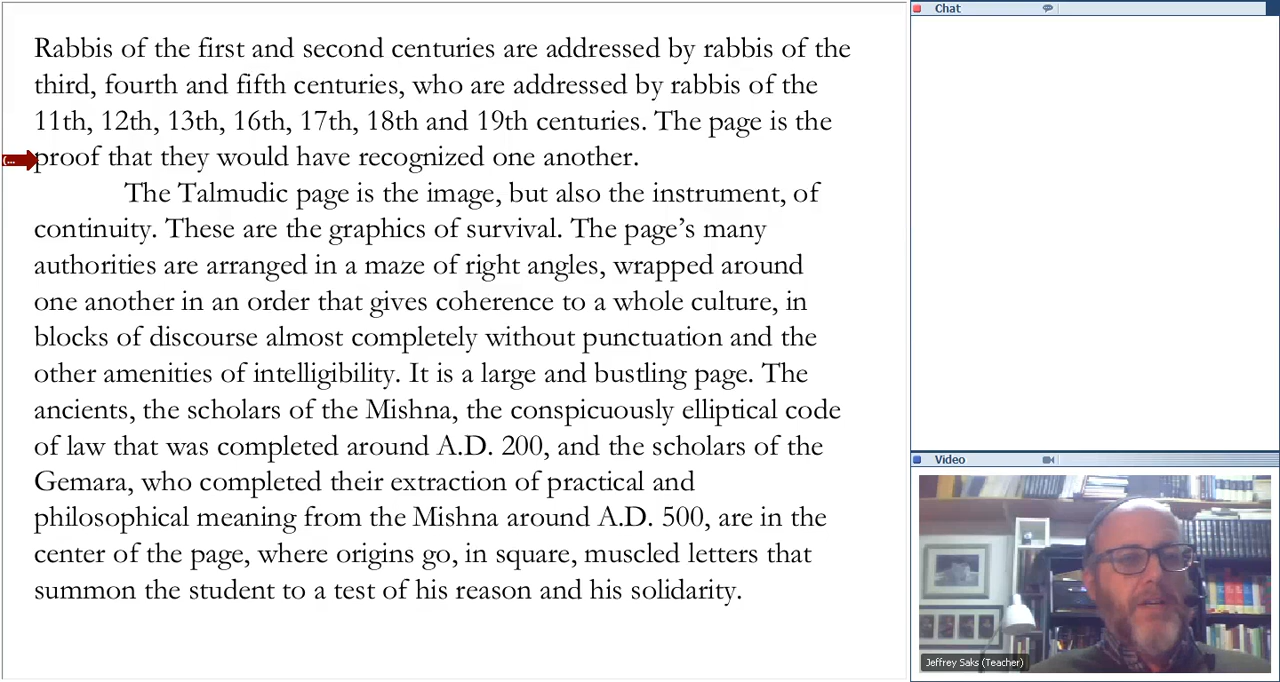 Rabbis of the first and second centuries are addressed by rabbis of the
third, fourth and fifth centuries, who are addressed by rabbis of the
11th, 12th, 13th, 16th, 17th, 18th and 19th centuries. The page is the
proof that they would have recognized one another.
The Talmudic page is the image, but also the instrument, of
continuity. These are the graphics of survival. The page’s many
authorities are arranged in a maze of right angles, wrapped around
one another in an order that gives coherence to a whole culture, in
blocks of discourse almost completely without punctuation and the
other amenities of intelligibility. It is a large and bustling page. The
ancients, the scholars of the Mishna, the conspicuously elliptical code
of law that was completed around A.D. 200, and the scholars of the
Gemara, who completed their extraction of practical and
philosophical meaning from the Mishna around A.D. 500, are in the
center of the page, where origins go, in square, muscled letters that
summon the student to a test of his reason and his solidarity.
(...
Chat
Video
Jeffrey Saks (Teacher)